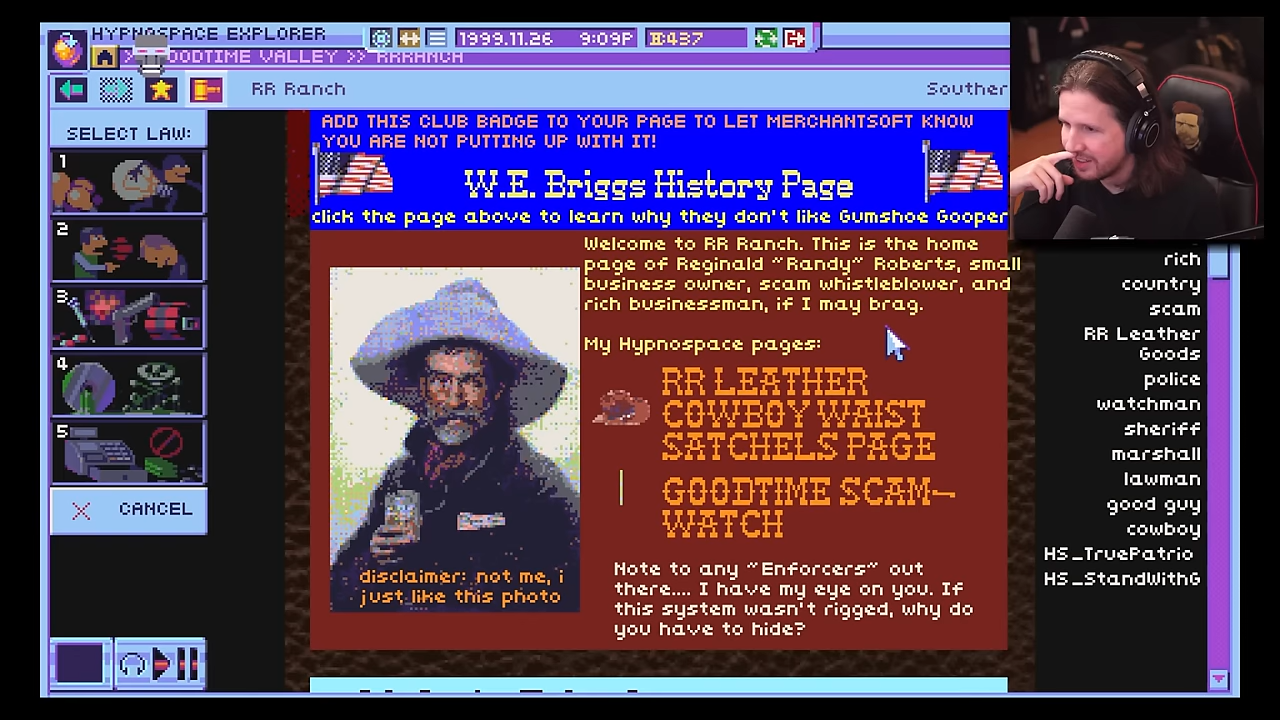 HYPNOSPACE EXPLORER
1999.11.26 9:09P 437
OODTIME VALLEY >> RRRANCH
RR Ranch
Souther
SELECT LAW:
1
2
3
4
5
CANCEL
ADD THIS CLUB BADGE TO YOUR PAGE TO LET MERCHANTSOFT KNOW
YOU ARE NOT PUTTING UP WITH IT!
W.E. Briggs History Page
click the page above to learn why they don't like Gumshoe Gooper
Welcome to RR Ranch. This is the home
page of Reginald "Randy" Roberts, small
business owner, scam whistleblower, and
rich businessman, if I may brag.
My Hypnospace pages:
RR LEATHER
COWBOY WAIST
SATCHELS PAGE
GOODTIME SCAM-
WATCH
disclaimer: not me, i
just like this photo
Note to any "Enforcers" out
there.... I have my eye on you. If
this system wasn't rigged, why do
you have to hide?
rich
country
scam
RR Leather
Goods
police
watchman
sheriff
marshall
lawman
good guy
cowboy
HS_TruePatrio
HS_StandWithG